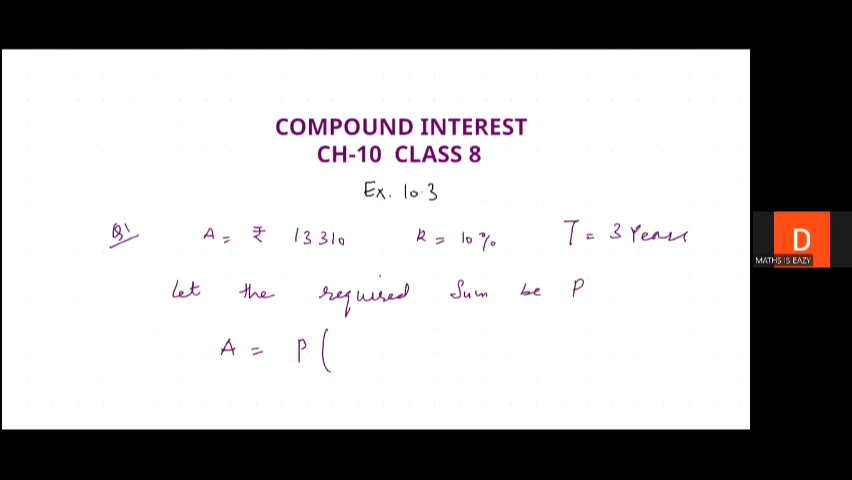 COMPOUND INTEREST
CH-10 CLASS 8
Ex. 10.3
Q1 A = ₹ 13310 R = 10% T = 3 Years
Let the required Sum be P
A = P (
D
MATHS IS EAZY